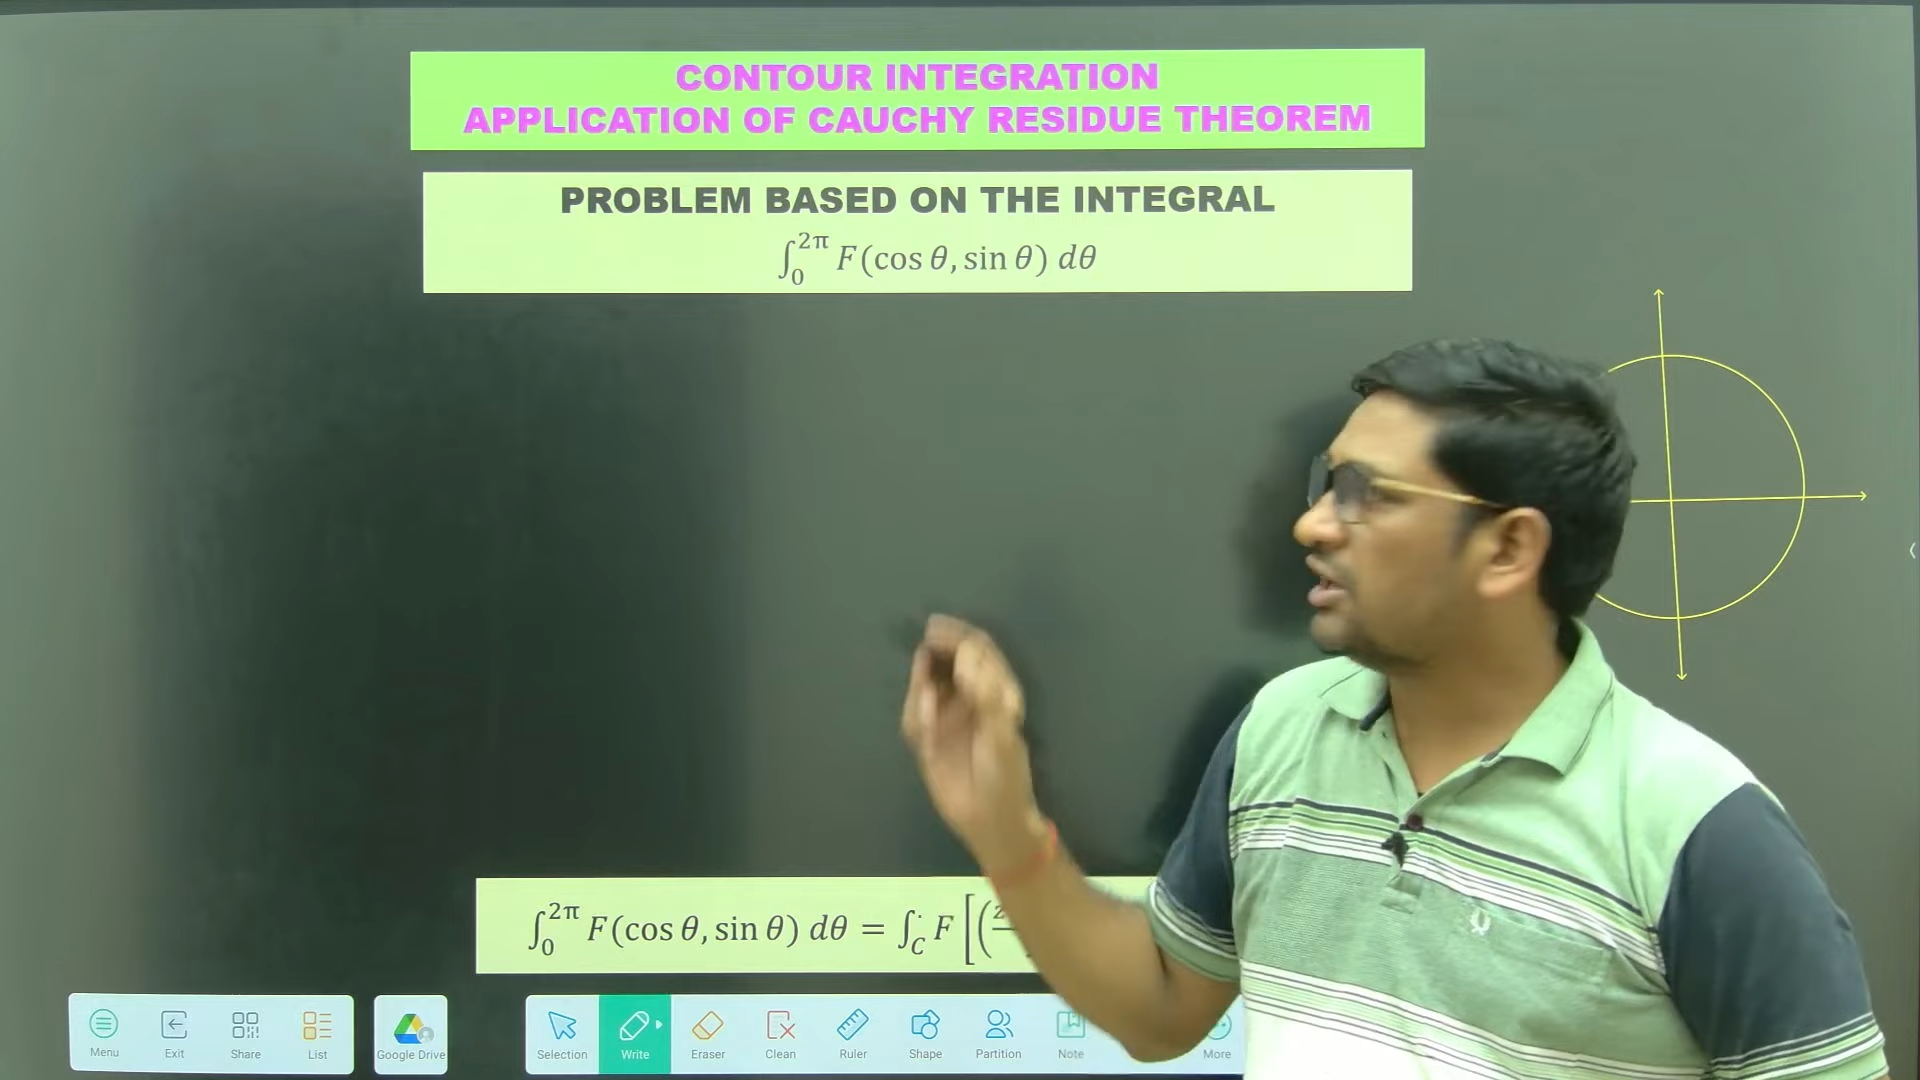 CONTOUR INTEGRATION
APPLICATION OF CAUCHY RESIDUE THEOREM
PROBLEM BASED ON THE INTEGRAL
∫₀^{2π} F(cos θ, sin θ) dθ
∫₀^{2π} F(cos θ, sin θ) dθ = ∫_C F [(z
Menu
Exit
Share
List
Google Drive
Selection
Write
Eraser
Clean
Ruler
Shape
Partition
Note
More